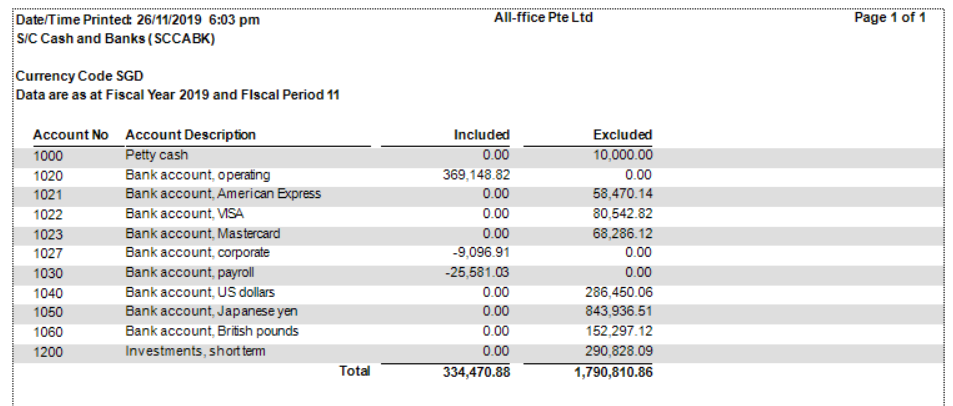 Date/Time Printed: 26/11/2019 6:03 pm All-ffice Pte Ltd Page 1 of 1
S/C Cash and Banks (SCCABK)
Currency Code SGD
Data are as at Fiscal Year 2019 and FIscal Period 11
Account No Account Description Included Excluded
1000 Petty cash 0.00 10,000.00
1020 Bank account, operating 369,148.82 0.00
1021 Bank account, American Express 0.00 58,470.14
1022 Bank account, VISA 0.00 80,542.82
1023 Bank account, Mastercard 0.00 68,286.12
1027 Bank account, corporate -9,096.91 0.00
1030 Bank account, payroll -25,581.03 0.00
1040 Bank account, US dollars 0.00 286,450.06
1050 Bank account, Japanese yen 0.00 843,936.51
1060 Bank account, British pounds 0.00 152,297.12
1200 Investments, short term 0.00 290,828.09
Total 334,470.88 1,790,810.86